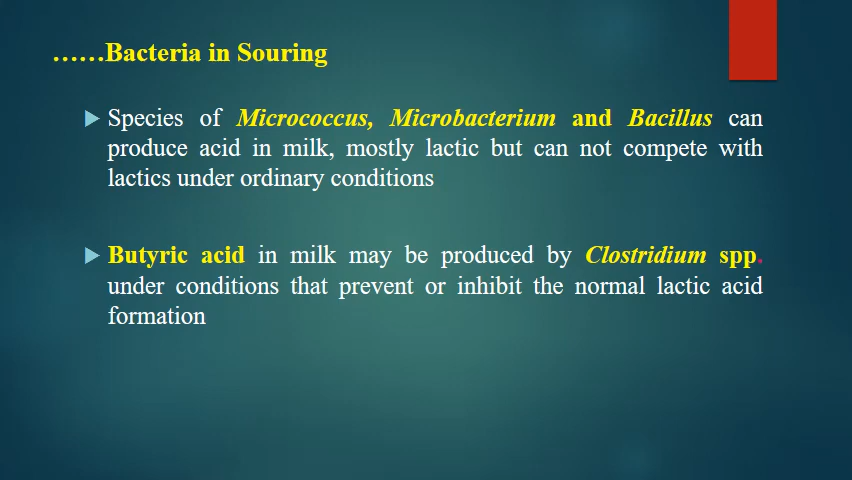 ……Bacteria in Souring
Species of Micrococcus, Microbacterium and Bacillus can
produce acid in milk, mostly lactic but can not compete with
lactics under ordinary conditions
Butyric acid in milk may be produced by Clostridium spp.
under conditions that prevent or inhibit the normal lactic acid
formation